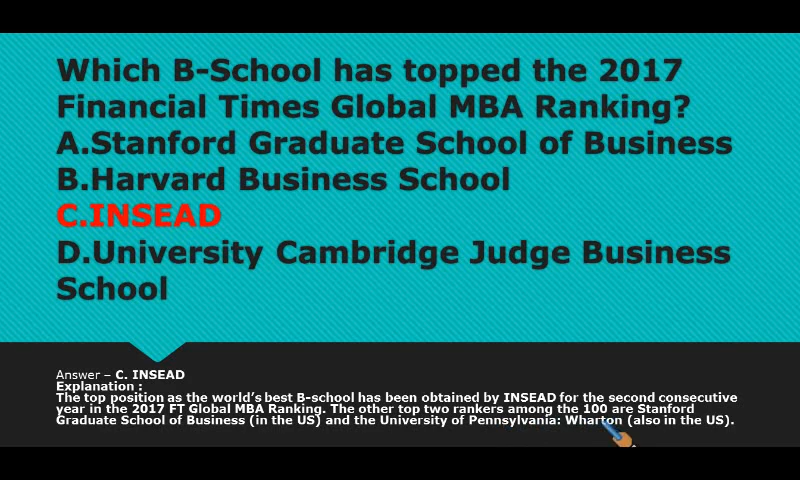 Which B-School has topped the 2017
Financial Times Global MBA Ranking?
A.Stanford Graduate School of Business
B.Harvard Business School
C.INSEAD
D.University Cambridge Judge Business
School
Answer – C. INSEAD
Explanation :
The top position as the world's best B-school has been obtained by INSEAD for the second consecutive
year in the 2017 FT Global MBA Ranking. The other top two rankers among the 100 are Stanford
Graduate School of Business (in the US) and the University of Pennsylvania: Wharton (also in the US).